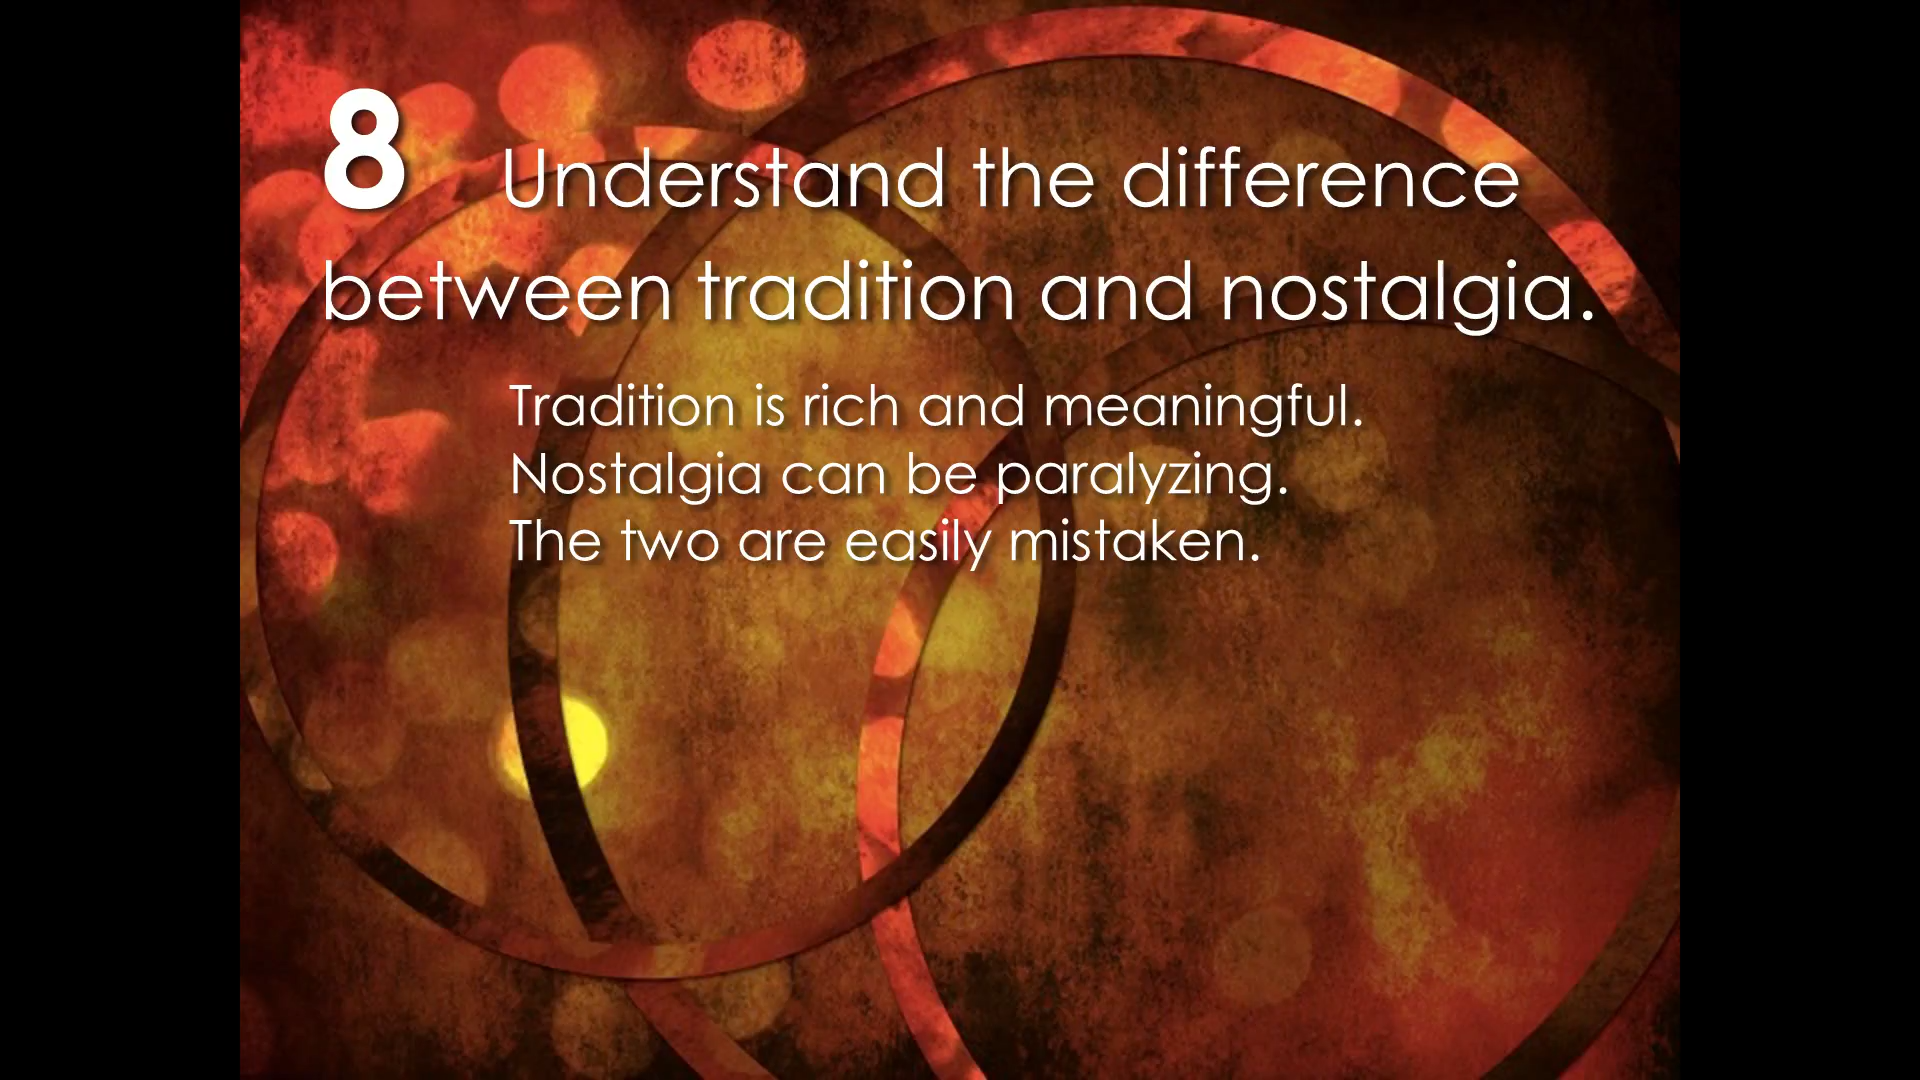 8 Understand the difference
between tradition and nostalgia.
Tradition is rich and meaningful.
Nostalgia can be paralyzing.
The two are easily mistaken.